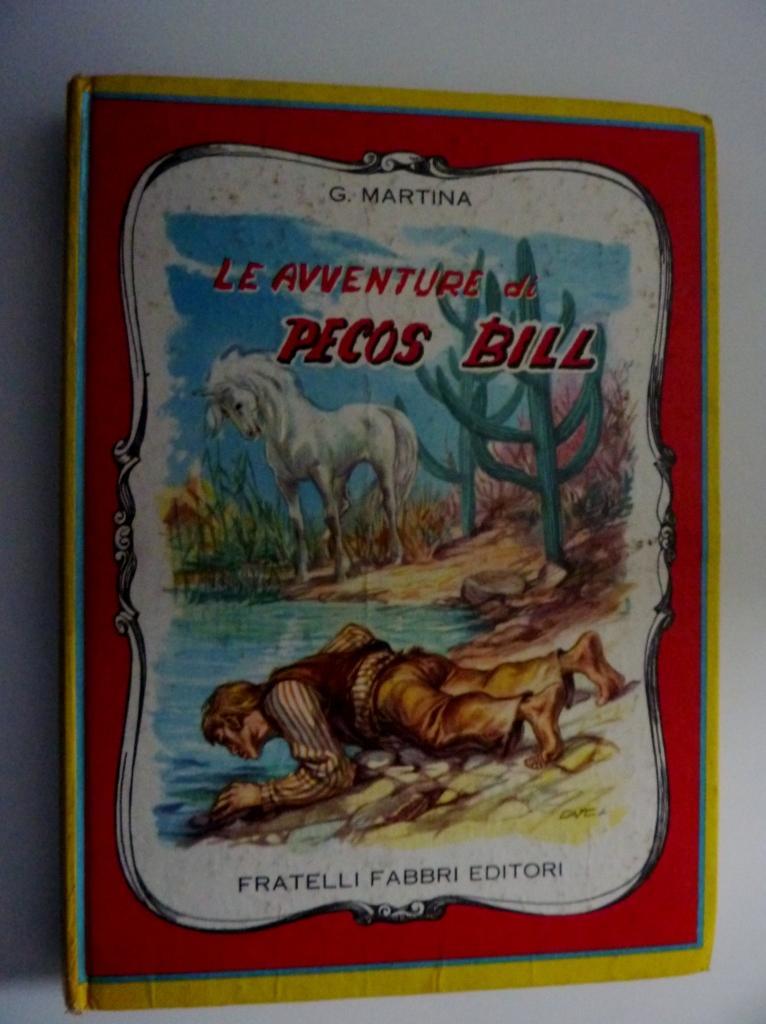 G. MARTINA
LE AVVENTURE di
PECOS BILL
FRATELLI FABBRI EDITORI